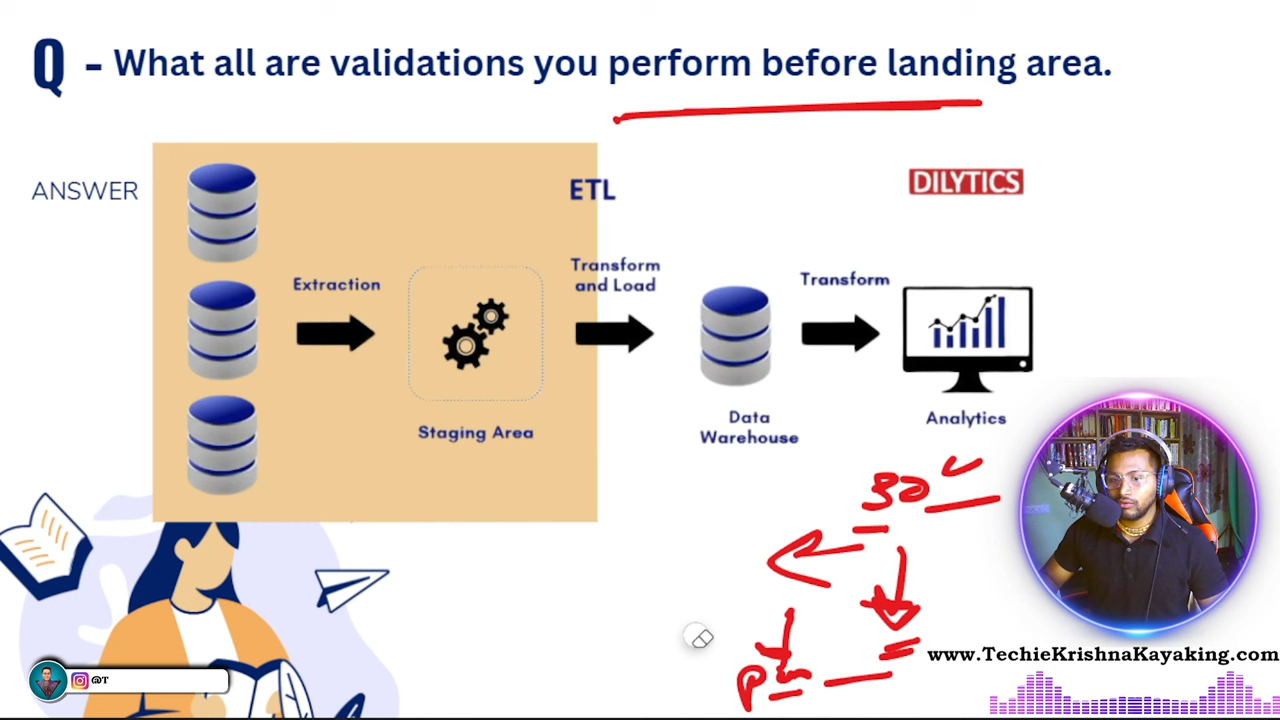 Q - What all are validations you perform before landing area.
ANSWER
ETL
DILYTICS
Extraction
Transform
and Load
Transform
Staging Area
Data
Warehouse
Analytics
30
@T
www.TechieKrishnaKayaking.com